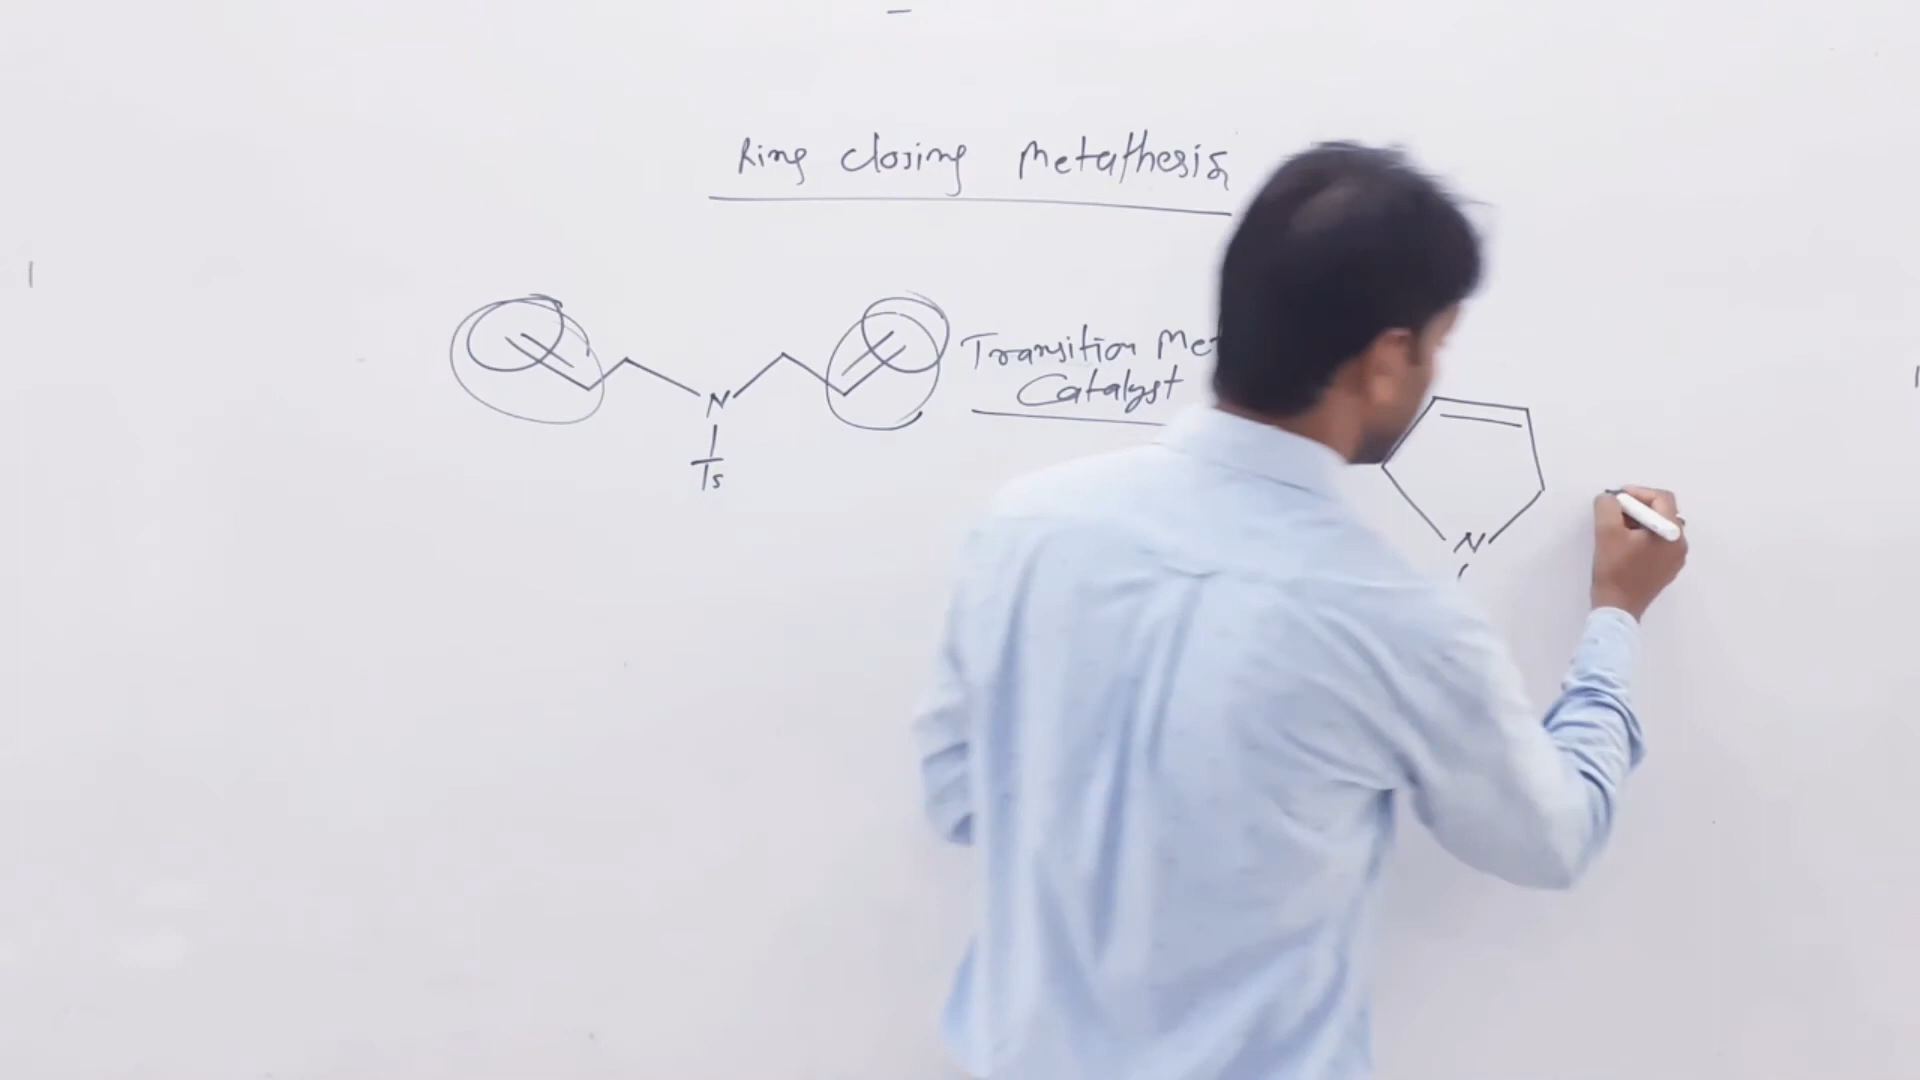 Ring closing Metathesis
Transition Met
Catalyst
N
Ts
N